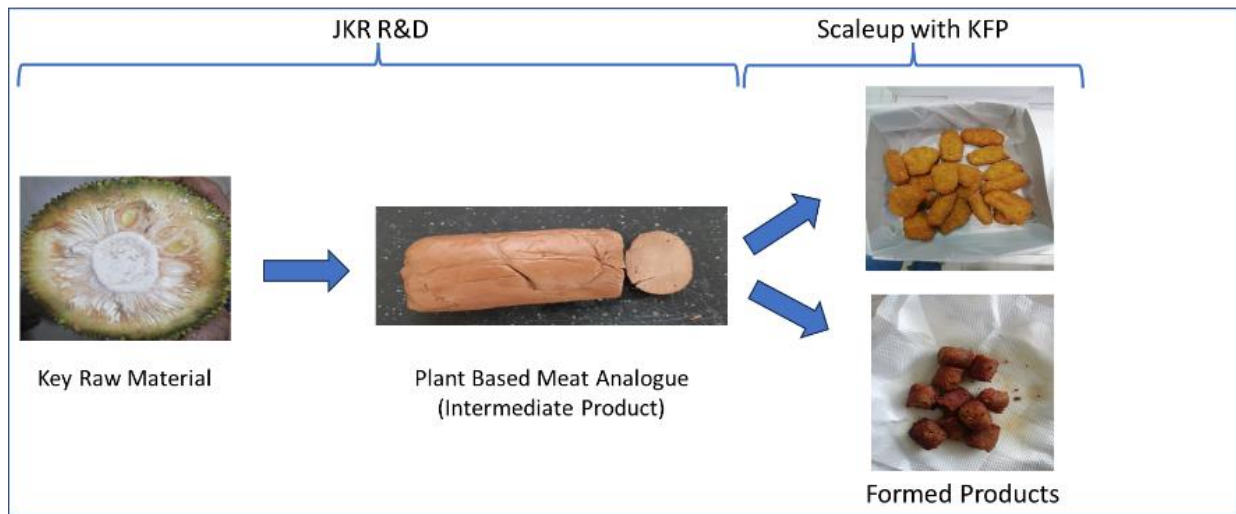 JKR R&D
Scaleup with KFP
Key Raw Material
Plant Based Meat Analogue
(Intermediate Product)
Formed Products